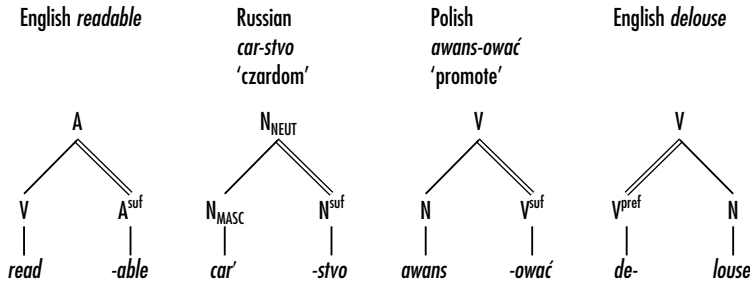 English readable Russian Polish English delouse
car-stvo awans-ować
‘czardom’ ‘promote’
A N_NEUT V V
V A^suf N_MASC N^suf N V^suf V^pref N
read -able car' -stvo awans -ować de- louse